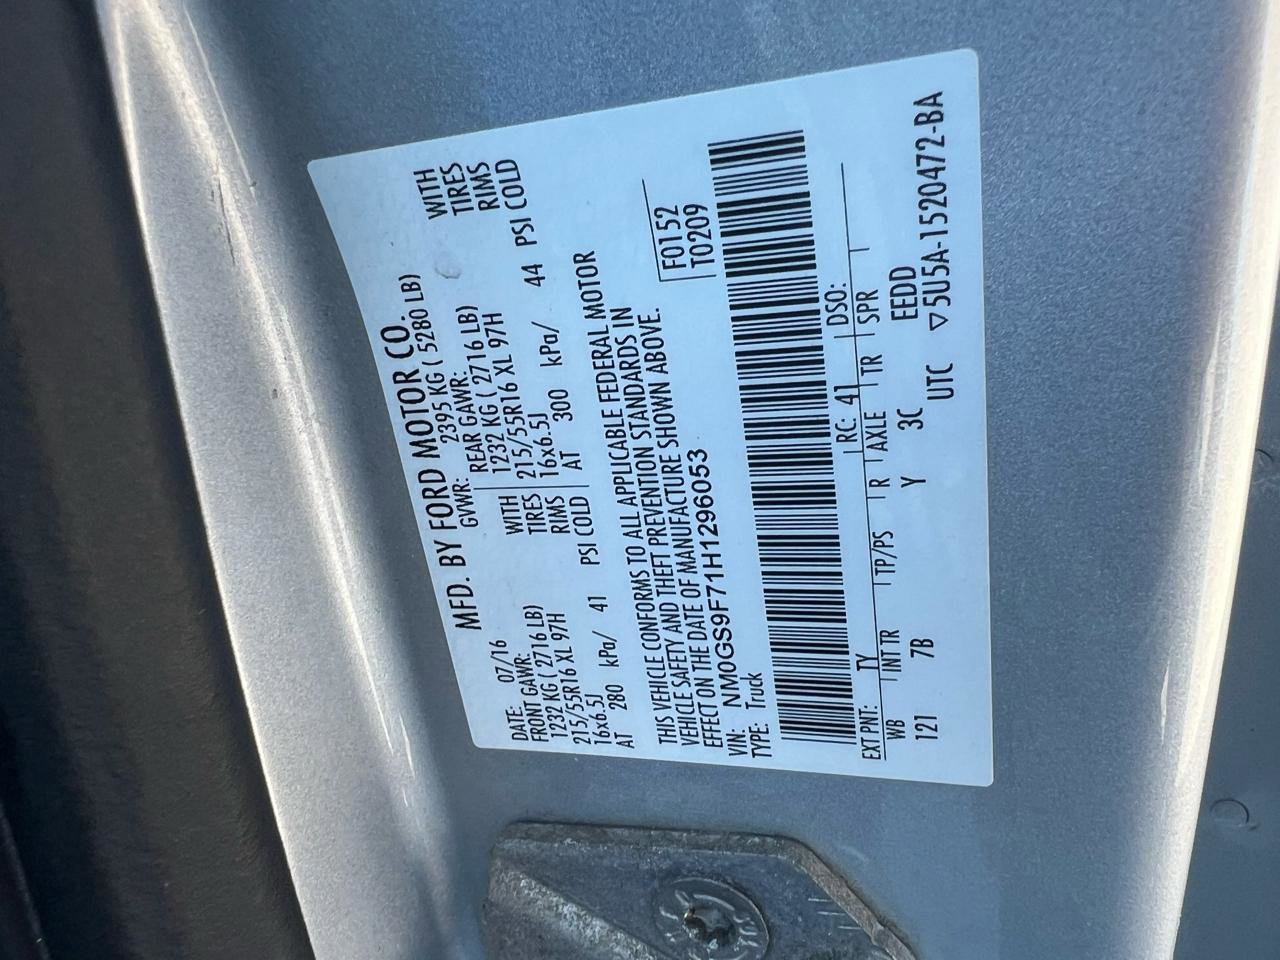 MFD. BY FORD MOTOR CO.
DATE: 07/16 GVWR: 2395 KG ( 5280 LB)
FRONT GAWR: WITH REAR GAWR: WITH
1232 KG ( 2716 LB) TIRES 1232 KG ( 2716 LB) TIRES
215/55R16 XL 97H RIMS 215/55R16 XL 97H RIMS
16x6.5J PSI COLD 16x6.5J PSI COLD
AT 280 kPa/ 41 AT 300 kPa/ 44
THIS VEHICLE CONFORMS TO ALL APPLICABLE FEDERAL MOTOR
VEHICLE SAFETY AND THEFT PREVENTION STANDARDS IN
EFFECT ON THE DATE OF MANUFACTURE SHOWN ABOVE.
VIN: NM0GS9F71H1296053 F0152
TYPE: Truck T0209
EXT PNT: TY RC: 41 DSO:
WB INT TR TP/PS R AXLE TR SPR
121 7B Y 3C EEDD
UTC ▽5U5A-1520472-BA